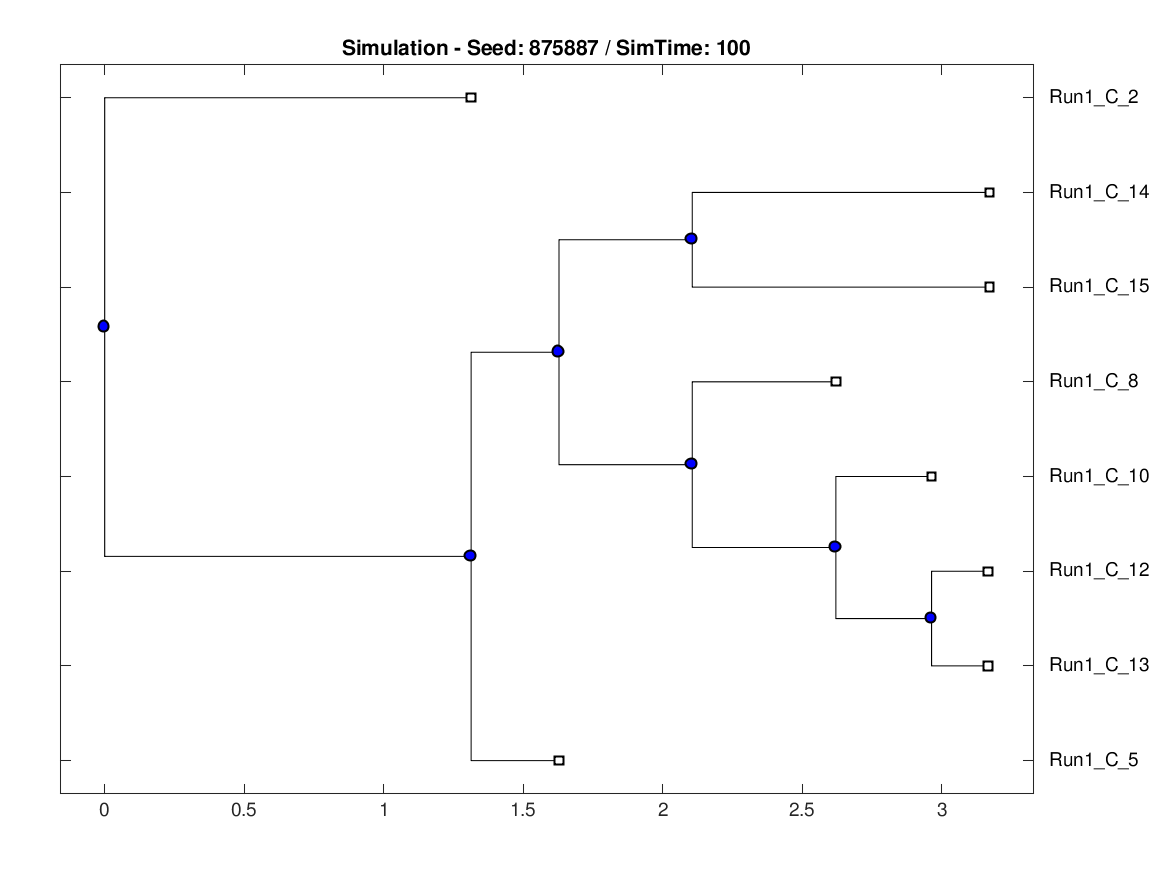 Simulation - Seed: 875887 / SimTime: 100
Run1_C_2
Run1_C_14
Run1_C_15
Run1_C_8
Run1_C_10
Run1_C_12
Run1_C_13
Run1_C_5
0 0.5 1 1.5 2 2.5 3